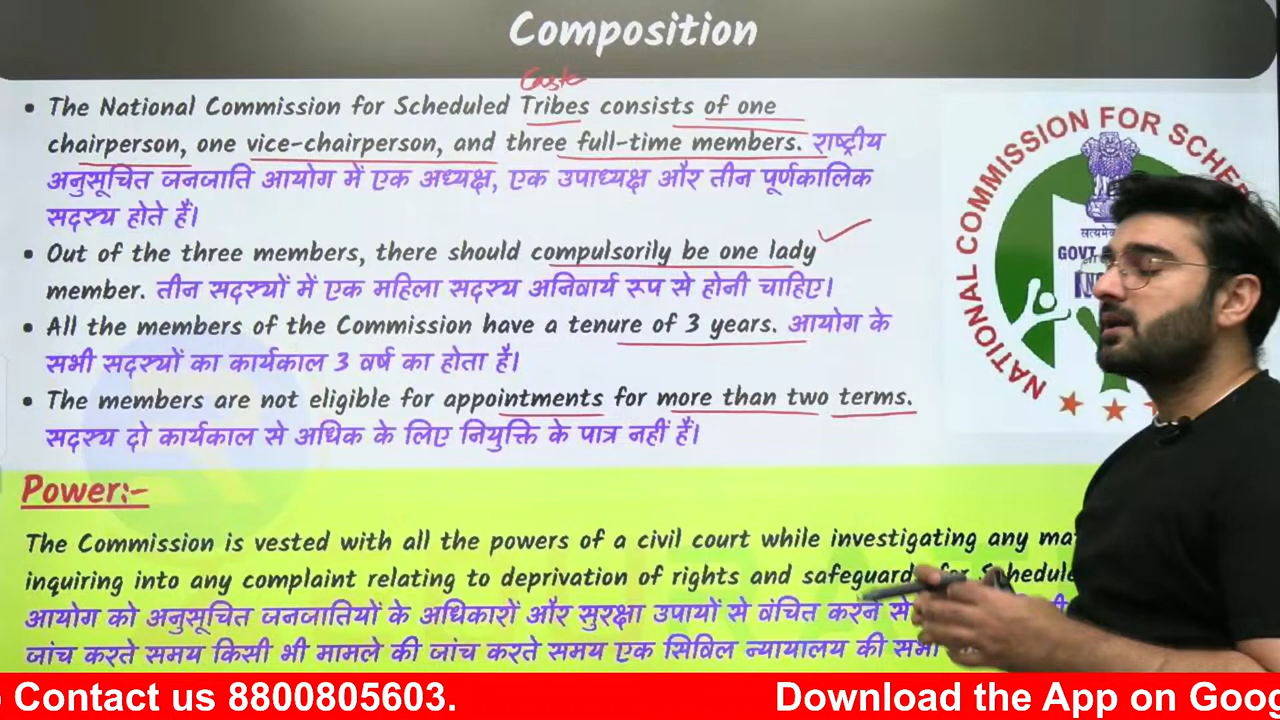 Composition
Caste
The National Commission for Scheduled Tribes consists of one
chairperson, one vice-chairperson, and three full-time members. राष्ट्रीय
अनुसूचित जनजाति आयोग में एक अध्यक्ष, एक उपाध्यक्ष और तीन पूर्णकालिक
सदस्य होते हैं।
Out of the three members, there should compulsorily be one lady
member. तीन सदस्यों में एक महिला सदस्य अनिवार्य रूप से होनी चाहिए।
All the members of the Commission have a tenure of 3 years. आयोग के
सभी सदस्यों का कार्यकाल 3 वर्ष का होता है।
The members are not eligible for appointments for more than two terms.
सदस्य दो कार्यकाल से अधिक के लिए नियुक्ति के पात्र नहीं हैं।
NATIONAL COMMISSION FOR SCHE
GOVT
Power:-
The Commission is vested with all the powers of a civil court while investigating any
inquiring into any complaint relating to deprivation of rights and safeguards for Schedule
आयोग को अनुसूचित जनजातियों के अधिकारों और सुरक्षा उपायों से वंचित करने से
जांच करते समय किसी भी मामले की जांच करते समय एक सिविल न्यायालय की
Contact us 8800805603.
Download the App on Goog